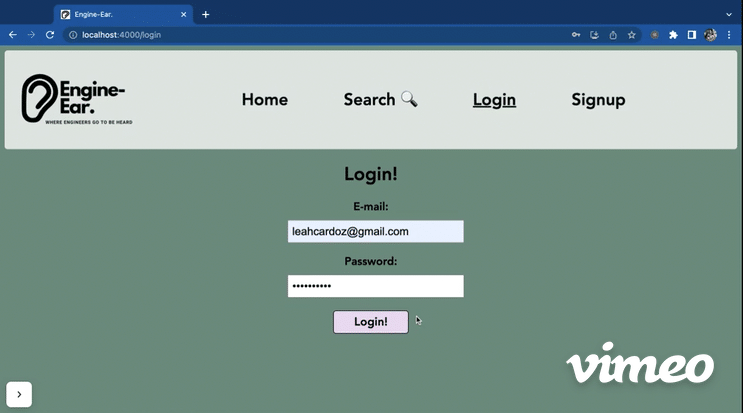 Engine-Ear.
localhost:4000/login
Engine-
Ear.
WHERE ENGINEERS GO TO BE HEARD
Home Search Login Signup
Login!
E-mail:
leahcardoz@gmail.com
Password:
••••••••••
Login!
vimeo